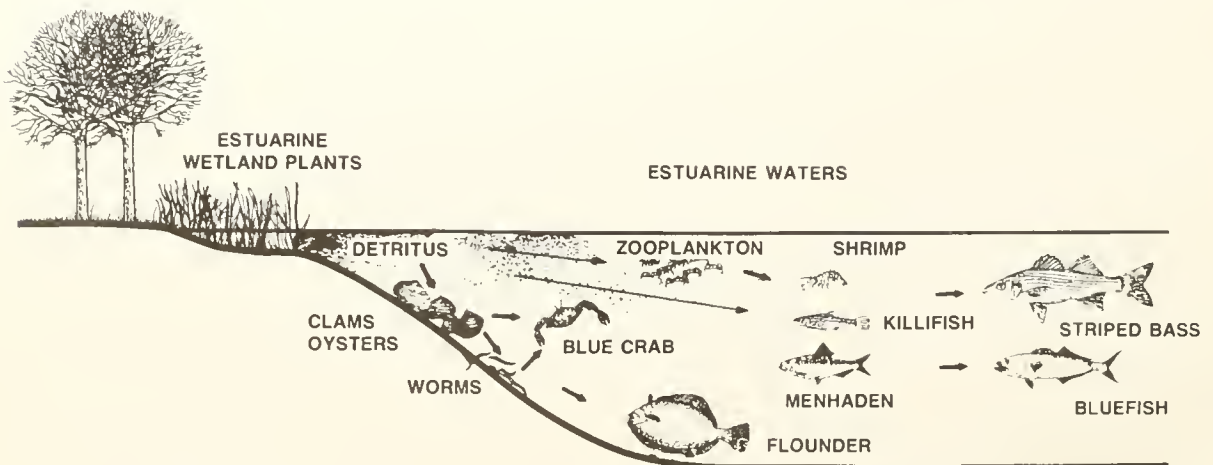 ESTUARINE
WETLAND PLANTS
ESTUARINE WATERS
DETRITUS
ZOOPLANKTON
SHRIMP
CLAMS
OYSTERS
BLUE CRAB
KILLIFISH
STRIPED BASS
WORMS
MENHADEN
BLUEFISH
FLOUNDER